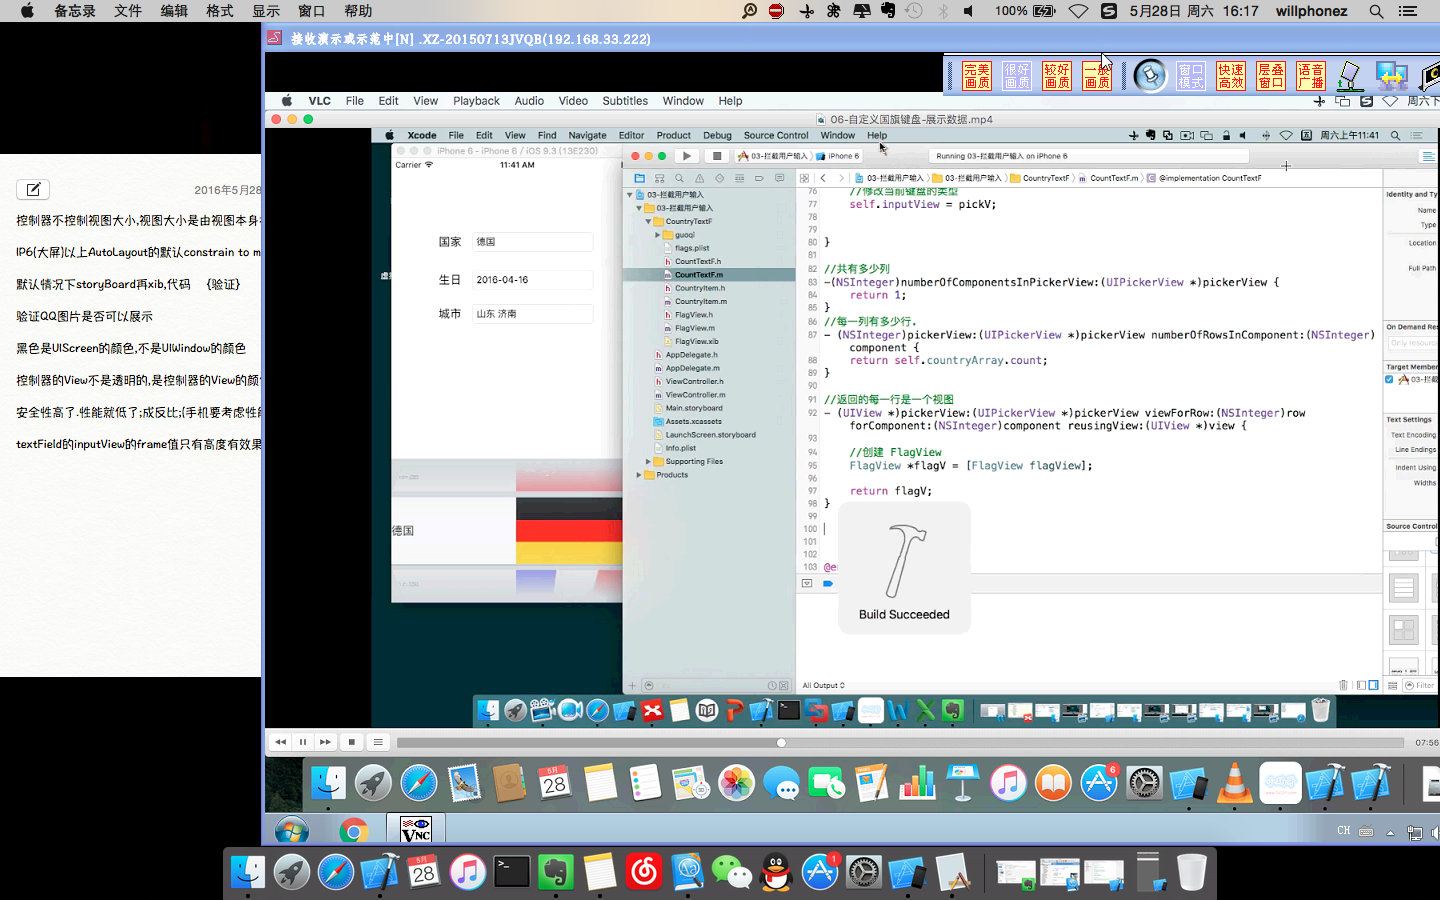 备忘录 文件 编辑 格式 显示 窗口 帮助
100% 5月28日 周六 16:17 willphonez
接收演示或示范中[N] .XZ-20150713JVQB(192.168.33.222)
完美画质 很好画质 较好画质 一般画质 窗口模式 快速高效 层叠窗口 语音广播
VLC File Edit View Playback Audio Video Subtitles Window Help
周六下
06-自定义国旗键盘-展示数据.mp4
Xcode File Edit View Find Navigate Editor Product Debug Source Control Window Help
周六上午11:41
2016年5月28
控制器不控制视图大小,视图大小是由视图本身
IP6(大屏)以上AutoLayout的默认constrain to m
默认情况下storyBoard再xib,代码 {验证}
验证QQ图片是否可以展示
黑色是UIScreen的颜色,不是UIWindow的颜色
控制器的View不是透明的,是控制器的View的颜
安全性高了.性能就低了;成反比;{手机要考虑性能
textField的inputView的frame值只有高度有效果
iPhone 6 - iPhone 6 / iOS 9.3 (13E230)
Carrier 11:41 AM
国家 德国
生日 2016-04-16
城市 山东 济南
德国
03-拦截用户输入 iPhone 6
Running 03-拦截用户输入 on iPhone 6
03-拦截用户输入 03-拦截用户输入 CountryTextF CountTextF.m @implementation CountTextF
03-拦截用户输入
03-拦截用户输入
CountryTextF
guoqi
flags.plist
CountTextF.h
CountTextF.m
CountryItem.h
CountryItem.m
FlagView.h
FlagView.m
FlagView.xib
AppDelegate.h
AppDelegate.m
ViewController.h
ViewController.m
Main.storyboard
Assets.xcassets
LaunchScreen.storyboard
Info.plist
Supporting Files
Products
76 //修改当前键盘的类型
77 self.inputView = pickV;
78
79
80 }
81
82 //共有多少列
83 -(NSInteger)numberOfComponentsInPickerView:(UIPickerView *)pickerView {
84 return 1;
85 }
86 //每一列有多少行.
87 - (NSInteger)pickerView:(UIPickerView *)pickerView numberOfRowsInComponent:(NSInteger)
component {
88 return self.countryArray.count;
89 }
90
91 //返回的每一行是一个视图
92 - (UIView *)pickerView:(UIPickerView *)pickerView viewForRow:(NSInteger)row
forComponent:(NSInteger)component reusingView:(UIView *)view {
93
94 //创建 FlagView
95 FlagView *flagV = [FlagView flagView];
96
97 return flagV;
98 }
99
100
101
102
103 @e
Build Succeeded
All Output
Identity and Ty
Name
Type
Location
Full Path
On Demand Res
Only resourc
Target Member
03-拦截
Text Settings
Text Encoding
Line Endings
Indent Using
Widths
Source Control
Filter
07:56
5月 28
6
VNC
CH
5月 28
1